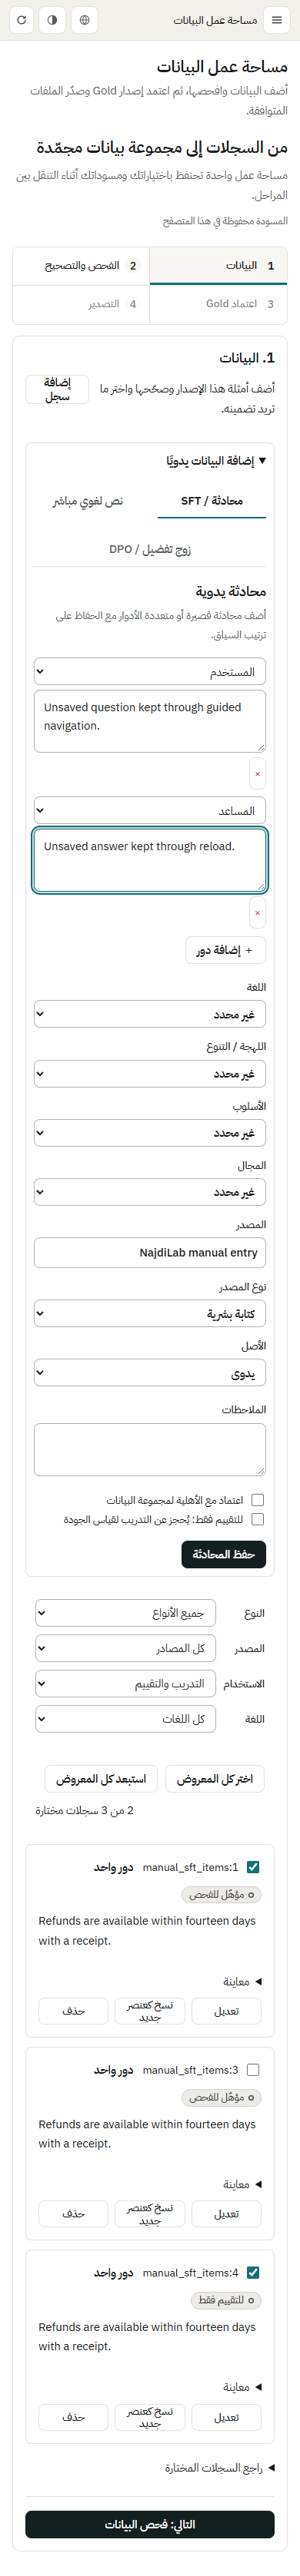 مساحة عمل البيانات
مساحة عمل البيانات
أضف البيانات وافحصها، ثم اعتمد إصدار Gold وصدّر الملفات
المتوافقة.
من السجلات إلى مجموعة بيانات مجمّدة
مساحة عمل واحدة تحتفظ باختياراتك ومسوداتك أثناء التنقل بين
المراحل.
المسودة محفوظة في هذا المتصفح
1 البيانات
2 الفحص والتصحيح
3 اعتماد Gold
4 التصدير
1. البيانات
إضافة
سجل
أضف أمثلة هذا الإصدار وصحّحها واختر ما
تريد تضمينه.
▼ إضافة البيانات يدويًا
محادثة / SFT
نص لغوي مباشر
زوج تفضيل / DPO
محادثة يدوية
أضف محادثة قصيرة أو متعددة الأدوار مع الحفاظ على
ترتيب السياق.
المستخدم
Unsaved question kept through guided
navigation.
×
المساعد
Unsaved answer kept through reload.
×
+ إضافة دور
اللغة
غير محدد
اللهجة / التنوع
غير محدد
الأسلوب
غير محدد
المجال
غير محدد
المصدر
NajdiLab manual entry
نوع المصدر
كتابة بشرية
الأصل
يدوي
الملاحظات
اعتماد مع الأهلية لمجموعة البيانات
للتقييم فقط: يُحجز عن التدريب لقياس الجودة
حفظ المحادثة
النوع
جميع الأنواع
المصدر
كل المصادر
الاستخدام
التدريب والتقييم
اللغة
كل اللغات
اختر كل المعروض
استبعد كل المعروض
2 من 3 سجلات مختارة
manual_sft_items:1 دور واحد
مؤهّل للفحص
Refunds are available within fourteen days
with a receipt.
◀ معاينة
تعديل
نسخ كعنصر
جديد
حذف
manual_sft_items:3 دور واحد
مؤهّل للفحص
Refunds are available within fourteen days
with a receipt.
◀ معاينة
تعديل
نسخ كعنصر
جديد
حذف
manual_sft_items:4 دور واحد
للتقييم فقط
Refunds are available within fourteen days
with a receipt.
◀ معاينة
تعديل
نسخ كعنصر
جديد
حذف
◀ راجع السجلات المختارة
التالي: فحص البيانات